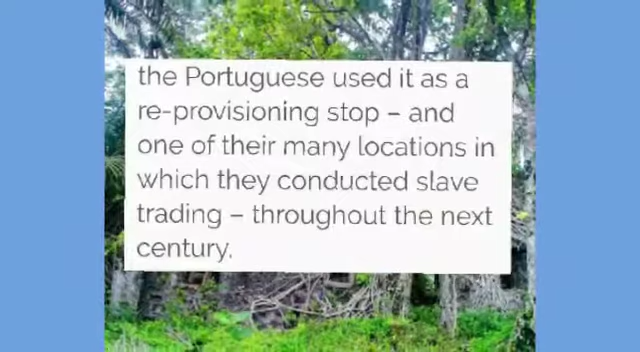 the Portuguese used it as a
re-provisioning stop – and
one of their many locations in
which they conducted slave
trading – throughout the next
century.